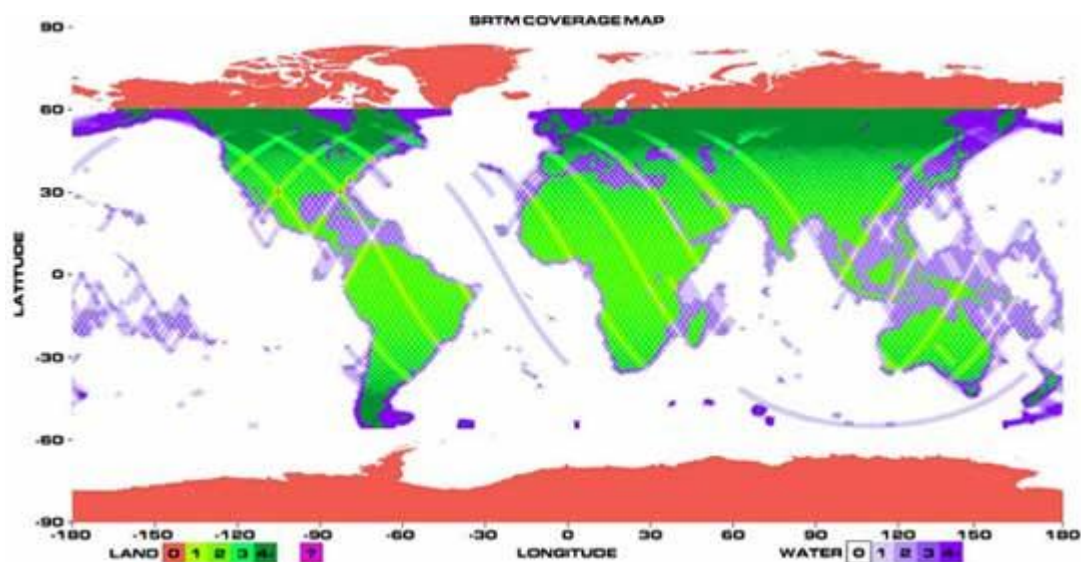 SRTM COVERAGE MAP
90
60
30
0
-30
-60
-90
LATITUDE
-180 -150 -120 -90 -60 -30 0 30 60 90 120 150 180
LAND 0 1 2 3 4 ? LONGITUDE WATER 0 1 2 3 4